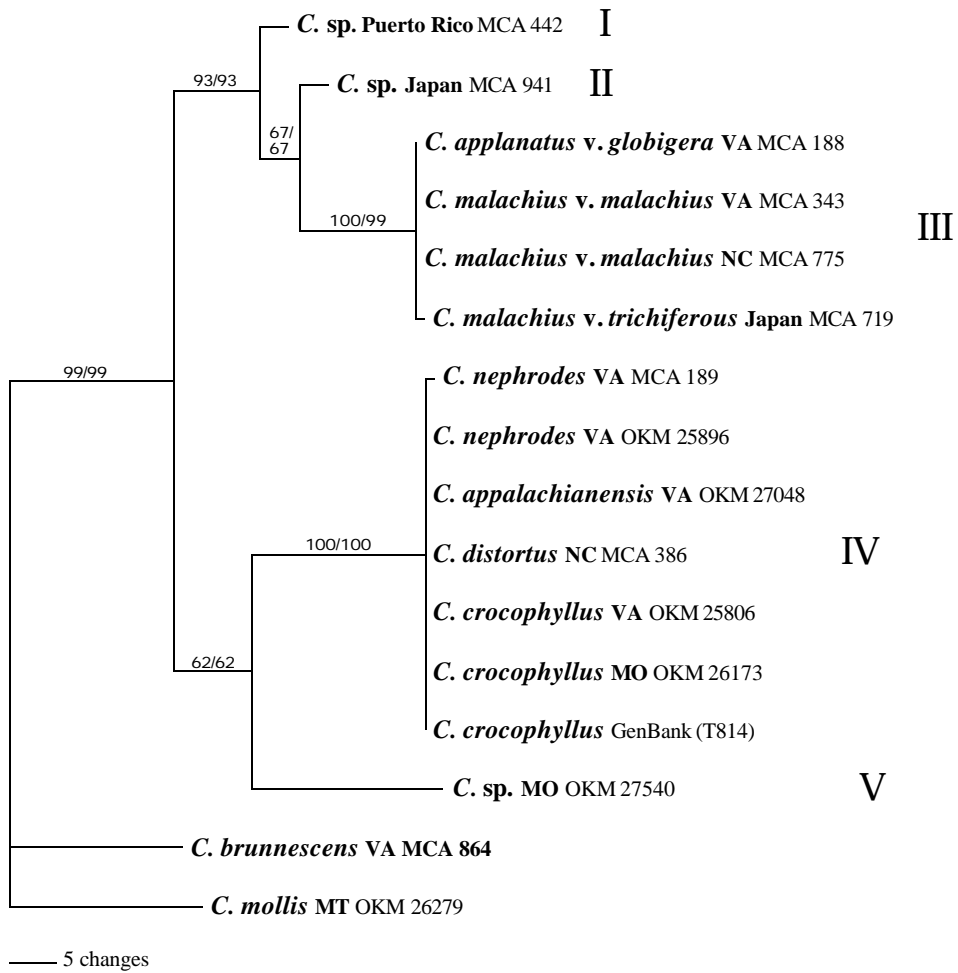 C. sp. Puerto Rico MCA 442 I
93/93
C. sp. Japan MCA 941 II
67/
67
C. applanatus v. globigera VA MCA 188
C. malachius v. malachius VA MCA 343
100/99
III
C. malachius v. malachius NC MCA 775
C. malachius v. trichiferous Japan MCA 719
99/99
C. nephrodes VA MCA 189
C. nephrodes VA OKM 25896
C. appalachianensis VA OKM 27048
100/100
C. distortus NC MCA 386 IV
C. crocophyllus VA OKM 25806
62/62
C. crocophyllus MO OKM 26173
C. crocophyllus GenBank (T814)
C. sp. MO OKM 27540 V
C. brunnescens VA MCA 864
C. mollis MT OKM 26279
5 changes